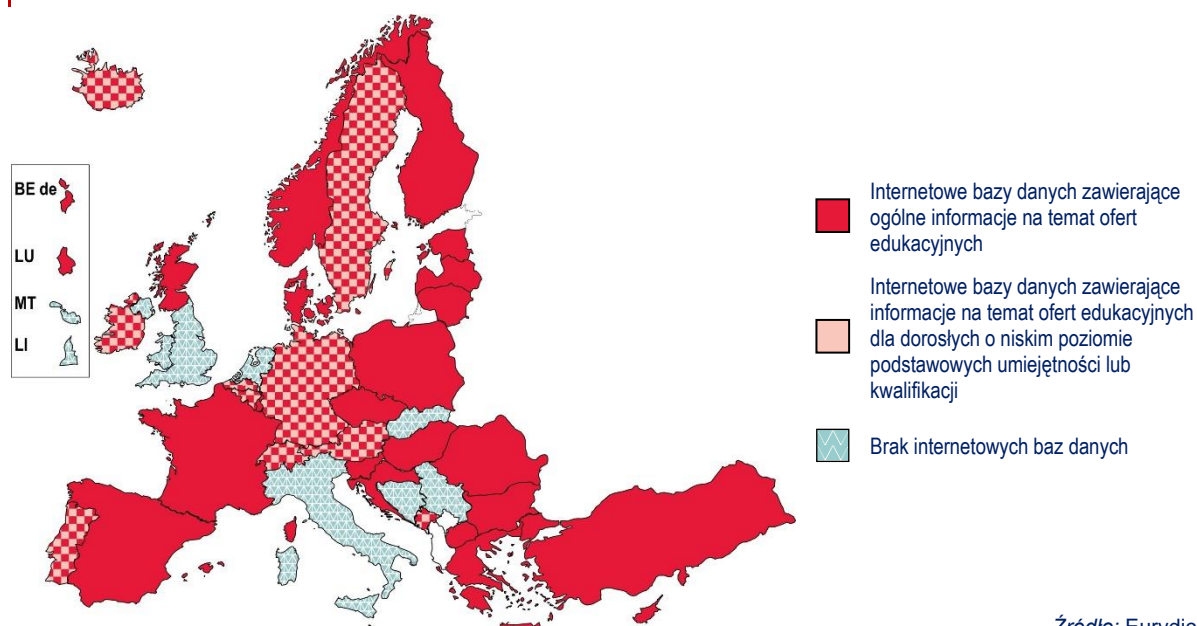 BE de
LU
MT
LI
Internetowe bazy danych zawierające
ogólne informacje na temat ofert
edukacyjnych
Internetowe bazy danych zawierające
informacje na temat ofert edukacyjnych
dla dorosłych o niskim poziomie
podstawowych umiejętności lub
kwalifikacji
Brak internetowych baz danych
Źródło: